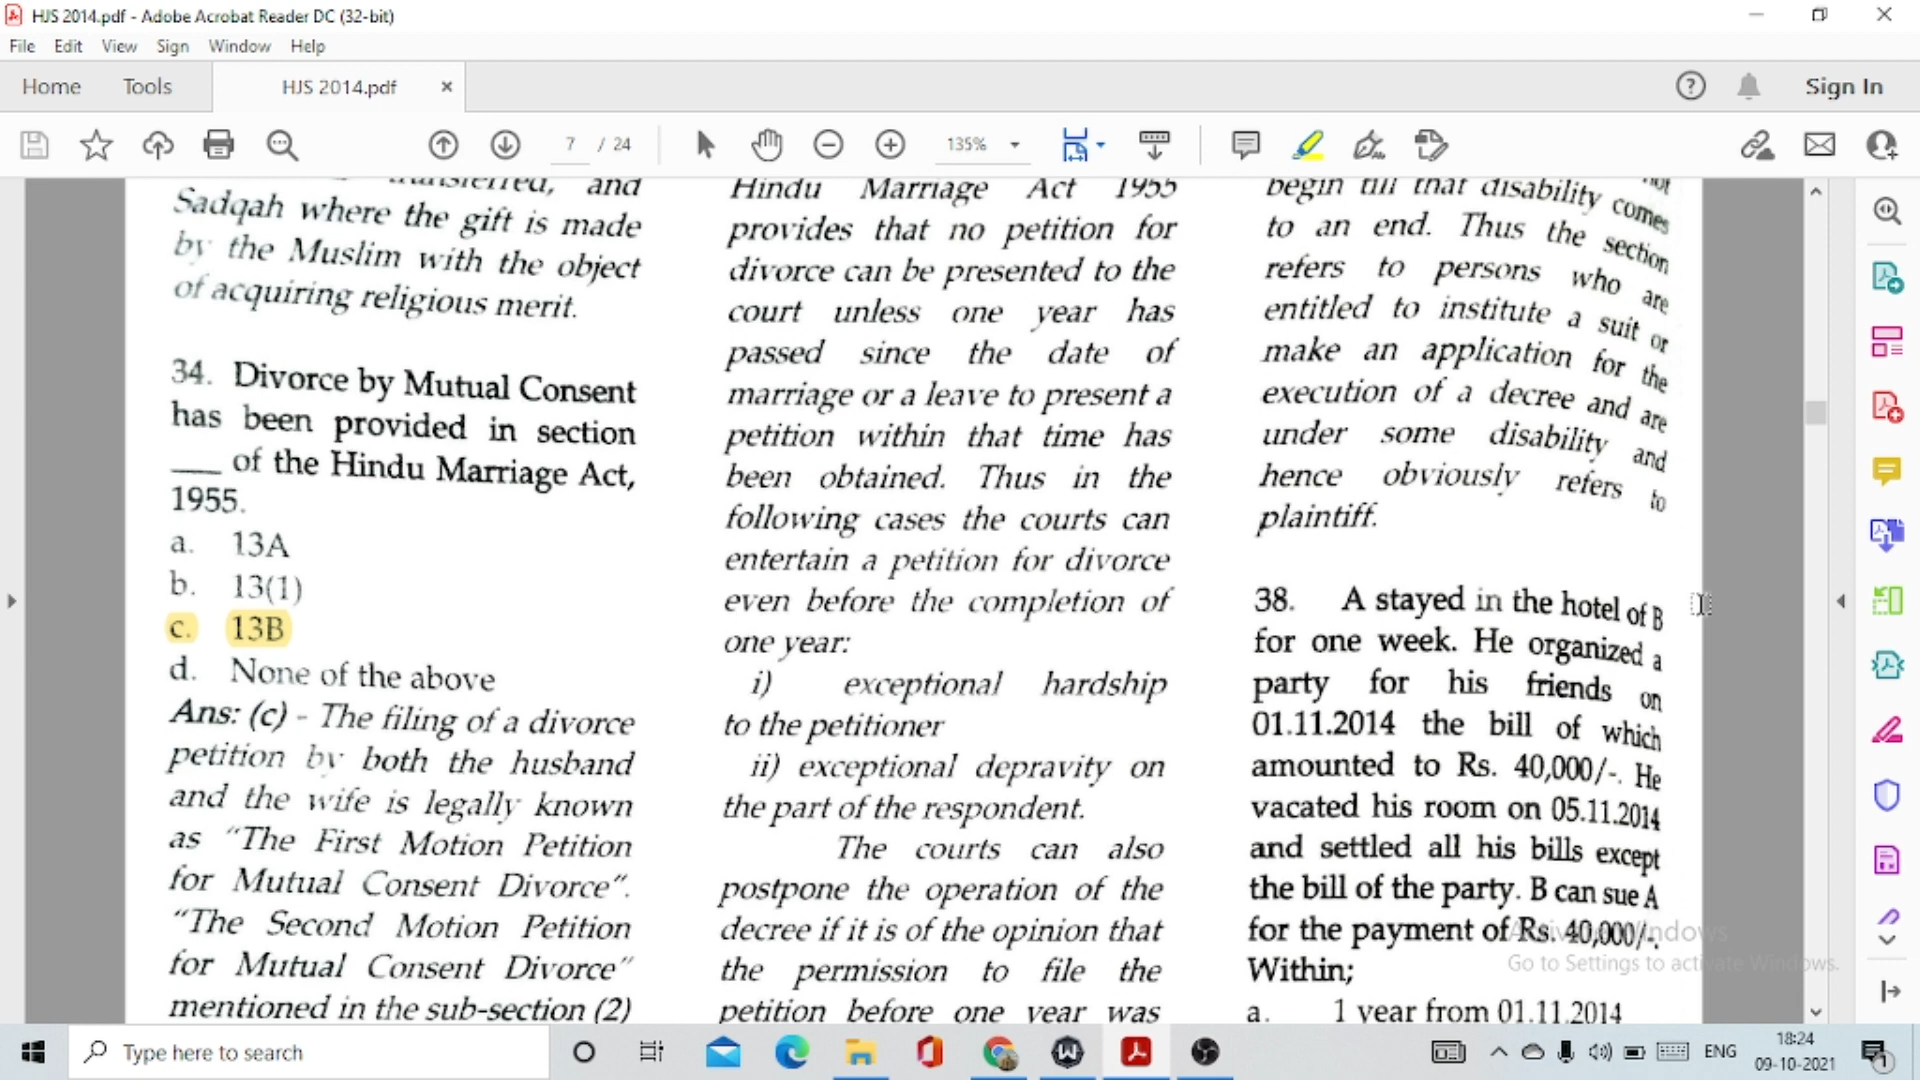 HJS 2014.pdf - Adobe Acrobat Reader DC (32-bit)
File Edit View Sign Window Help
Home Tools HJS 2014.pdf × Sign In
7 / 24 135%
transferred, and
Sadqah where the gift is made
by the Muslim with the object
of acquiring religious merit.
34. Divorce by Mutual Consent
has been provided in section
___ of the Hindu Marriage Act,
1955.
a. 13A
b. 13(1)
c. 13B
d. None of the above
Ans: (c) - The filing of a divorce
petition by both the husband
and the wife is legally known
as "The First Motion Petition
for Mutual Consent Divorce".
"The Second Motion Petition
for Mutual Consent Divorce"
mentioned in the sub-section (2)
Hindu Marriage Act 1955
provides that no petition for
divorce can be presented to the
court unless one year has
passed since the date of
marriage or a leave to present a
petition within that time has
been obtained. Thus in the
following cases the courts can
entertain a petition for divorce
even before the completion of
one year:
i) exceptional hardship
to the petitioner
ii) exceptional depravity on
the part of the respondent.
The courts can also
postpone the operation of the
decree if it is of the opinion that
the permission to file the
petition before one year was
not
begin till that disability comes
to an end. Thus the section
refers to persons who are
entitled to institute a suit or
make an application for the
execution of a decree and are
under some disability and
hence obviously refers to
plaintiff.
38. A stayed in the hotel of B
for one week. He organized a
party for his friends on
01.11.2014 the bill of which
amounted to Rs. 40,000/-. He
vacated his room on 05.11.2014
and settled all his bills except
the bill of the party. B can sue A
for the payment of Rs. 40,000/-.
Within;
a. 1 year from 01.11.2014
Activate Windows
Go to Settings to activate Windows.
Type here to search
ENG
18:24
09-10-2021
1